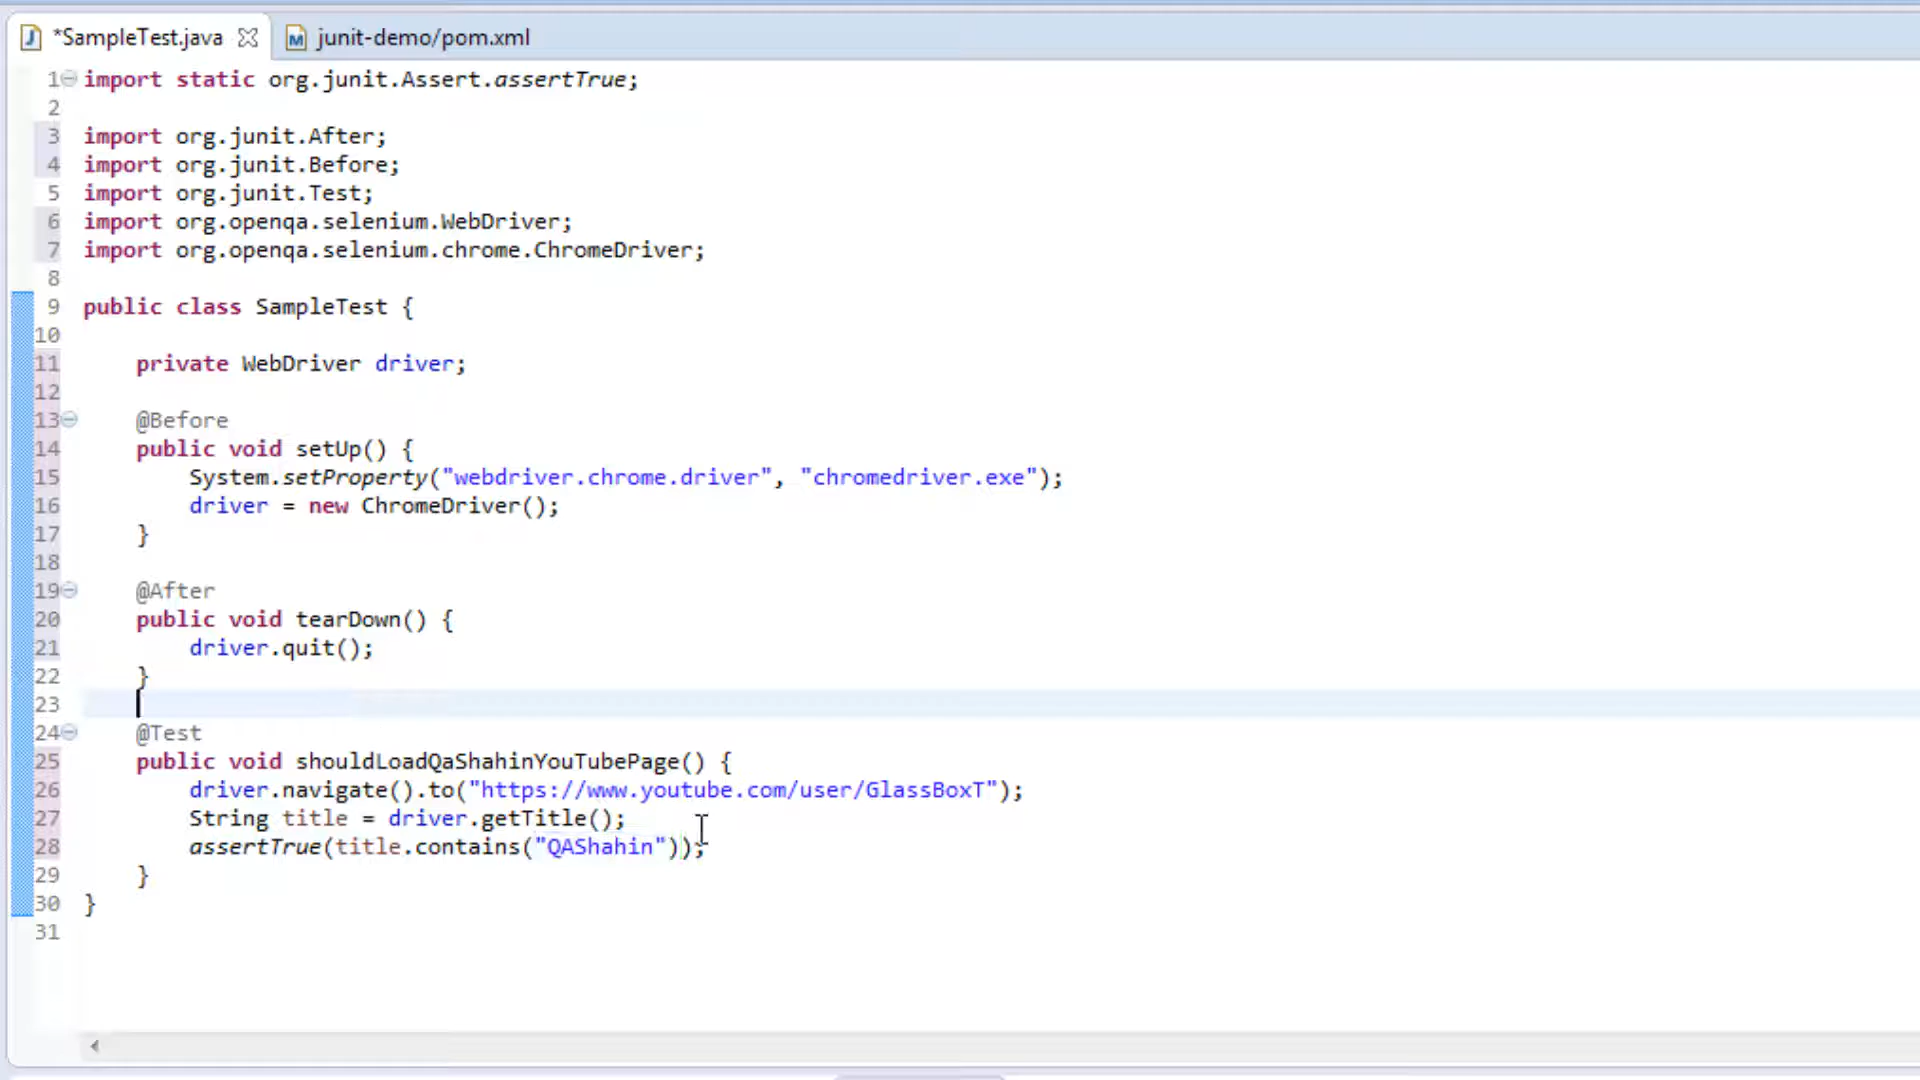 *SampleTest.java
junit-demo/pom.xml
1 import static org.junit.Assert.assertTrue;
2
3 import org.junit.After;
4 import org.junit.Before;
5 import org.junit.Test;
6 import org.openqa.selenium.WebDriver;
7 import org.openqa.selenium.chrome.ChromeDriver;
8
9 public class SampleTest {
10
11     private WebDriver driver;
12
13     @Before
14     public void setUp() {
15         System.setProperty("webdriver.chrome.driver", "chromedriver.exe");
16         driver = new ChromeDriver();
17     }
18
19     @After
20     public void tearDown() {
21         driver.quit();
22     }
23
24     @Test
25     public void shouldLoadQaShahinYouTubePage() {
26         driver.navigate().to("https://www.youtube.com/user/GlassBoxT");
27         String title = driver.getTitle();
28         assertTrue(title.contains("QAShahin"));
29     }
30 }
31